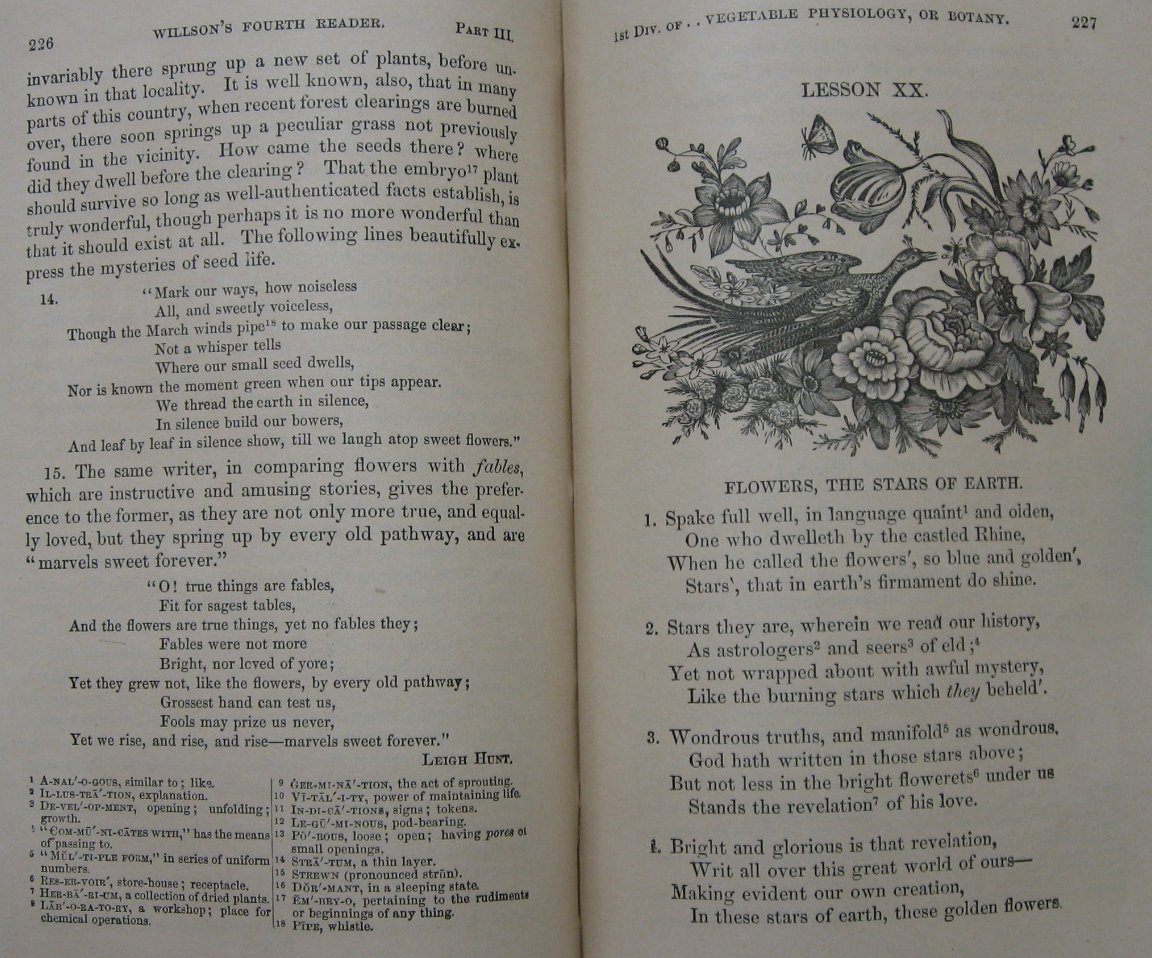 226
WILLSON'S FOURTH READER.
PART III.
invariably there sprung up a new set of plants, before un-
known in that locality. It is well known, also, that in many
parts of this country, when recent forest clearings are burned
over, there soon springs up a peculiar grass not previously
found in the vicinity. How came the seeds there? where
did they dwell before the clearing? That the embryo¹⁷ plant
should survive so long as well-authenticated facts establish, is
truly wonderful, though perhaps it is no more wonderful than
that it should exist at all. The following lines beautifully ex-
press the mysteries of seed life.
14. "Mark our ways, how noiseless
All, and sweetly voiceless,
Though the March winds pipe¹⁸ to make our passage clear;
Not a whisper tells
Where our small seed dwells,
Nor is known the moment green when our tips appear.
We thread the earth in silence,
In silence build our bowers,
And leaf by leaf in silence show, till we laugh atop sweet flowers."
15. The same writer, in comparing flowers with fables,
which are instructive and amusing stories, gives the prefer-
ence to the former, as they are not only more true, and equal-
ly loved, but they spring up by every old pathway, and are
"marvels sweet forever."
"O! true things are fables,
Fit for sagest tables,
And the flowers are true things, yet no fables they;
Fables were not more
Bright, nor loved of yore;
Yet they grew not, like the flowers, by every old pathway;
Grossest hand can test us,
Fools may prize us never,
Yet we rise, and rise, and rise—marvels sweet forever."
LEIGH HUNT.
¹ A-NAL'-O-GOUS, similar to; like.
² IL-LUS-TRĀ'-TION, explanation.
³ DE-VEL'-OP-MENT, opening; unfolding;
growth.
"COM-MŪ'-NI-CĀTES WITH," has the means
of passing to.
⁵ "MŬL'-TI-PLE FORM," in series of uniform
numbers.
⁶ RES-ER-VOIR', store-house; receptacle.
⁷ HER-BĀ'-RI-UM, a collection of dried plants.
⁸ LĂB'-O-RA-TO-RY, a workshop; place for
chemical operations.
⁹ GER-MI-NĀ'-TION, the act of sprouting.
¹⁰ VĪ-TĂL'-I-TY, power of maintaining life.
¹¹ IN-DI-CĀ'-TIONS, signs; tokens.
¹² LE-GŪ'-MI-NOUS, pod-bearing.
¹³ PŌ'-ROUS, loose; open; having pores or
small openings.
¹⁴ STRĀ'-TUM, a thin layer.
¹⁵ STREWN (pronounced strūn).
¹⁶ DÔR'-MANT, in a sleeping state.
¹⁷ EM'-BRY-O, pertaining to the rudiments
or beginnings of any thing.
¹⁸ PĪPE, whistle.
1st DIV. OF . . VEGETABLE PHYSIOLOGY, OR BOTANY.
227
LESSON XX.
FLOWERS, THE STARS OF EARTH.
1. Spake full well, in language quaint¹ and olden,
One who dwelleth by the castled Rhine,
When he called the flowers', so blue and golden',
Stars‵, that in earth's firmament do shine.
2. Stars they are, wherein we read our history,
As astrologers² and seers³ of eld;⁴
Yet not wrapped about with awful mystery,
Like the burning stars which they beheld'.
3. Wondrous truths, and manifold⁵ as wondrous,
God hath written in those stars above;
But not less in the bright flowerets⁶ under us
Stands the revelation⁷ of his love.
4. Bright and glorious is that revelation,
Writ all over this great world of ours—
Making evident our own creation,
In these stars of earth, these golden flowers.